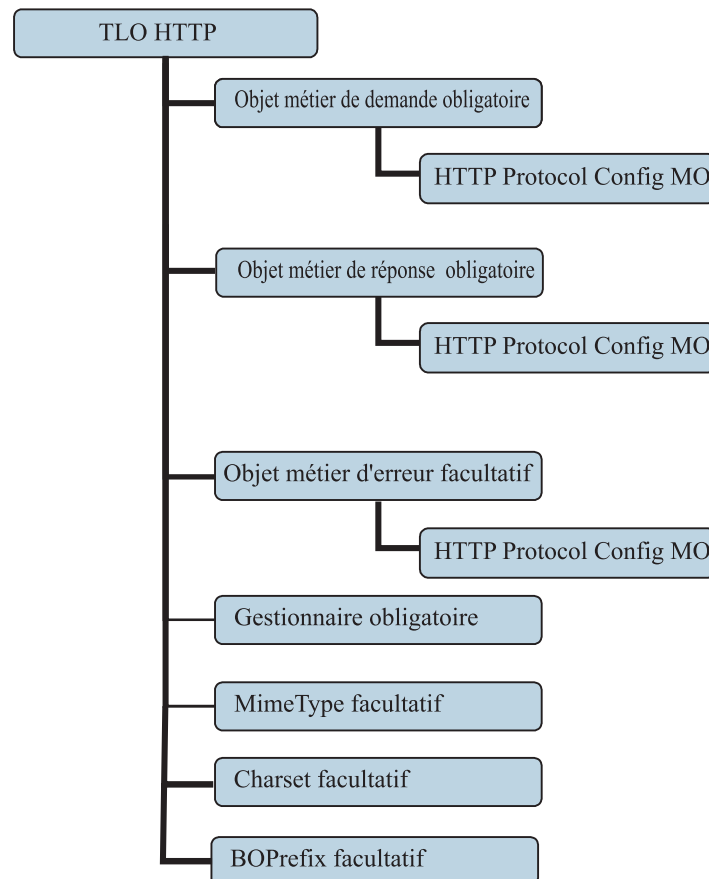 TLO HTTP
Objet métier de demande obligatoire
HTTP Protocol Config MO
Objet métier de réponse obligatoire
HTTP Protocol Config MO
Objet métier d'erreur facultatif
HTTP Protocol Config MO
Gestionnaire obligatoire
MimeType facultatif
Charset facultatif
BOPrefix facultatif